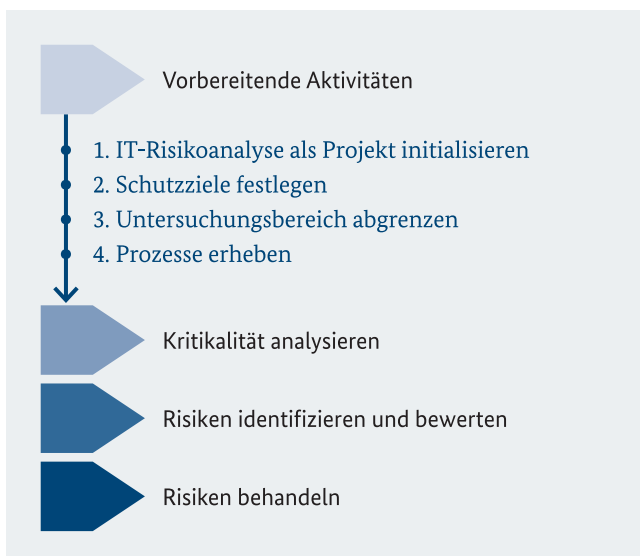 Vorbereitende Aktivitäten
1. IT-Risikoanalyse als Projekt initialisieren
2. Schutzziele festlegen
3. Untersuchungsbereich abgrenzen
4. Prozesse erheben
Kritikalität analysieren
Risiken identifizieren und bewerten
Risiken behandeln